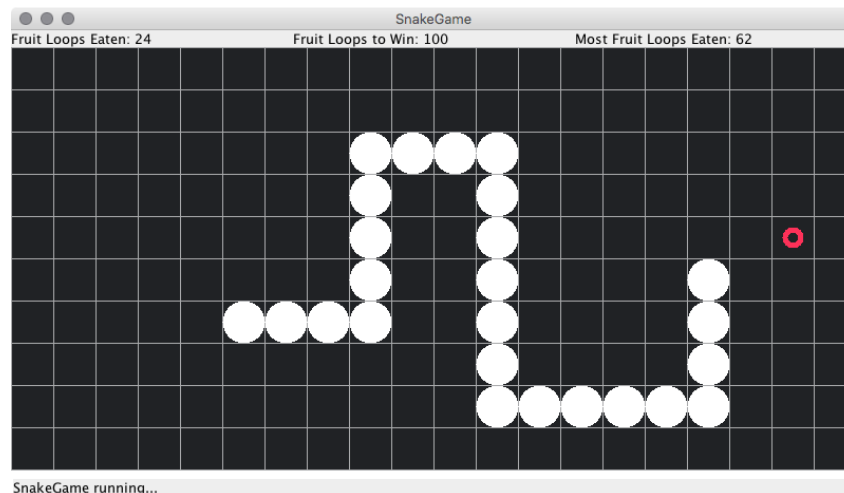 SnakeGame
Fruit Loops Eaten: 24 Fruit Loops to Win: 100 Most Fruit Loops Eaten: 62
SnakeGame running...